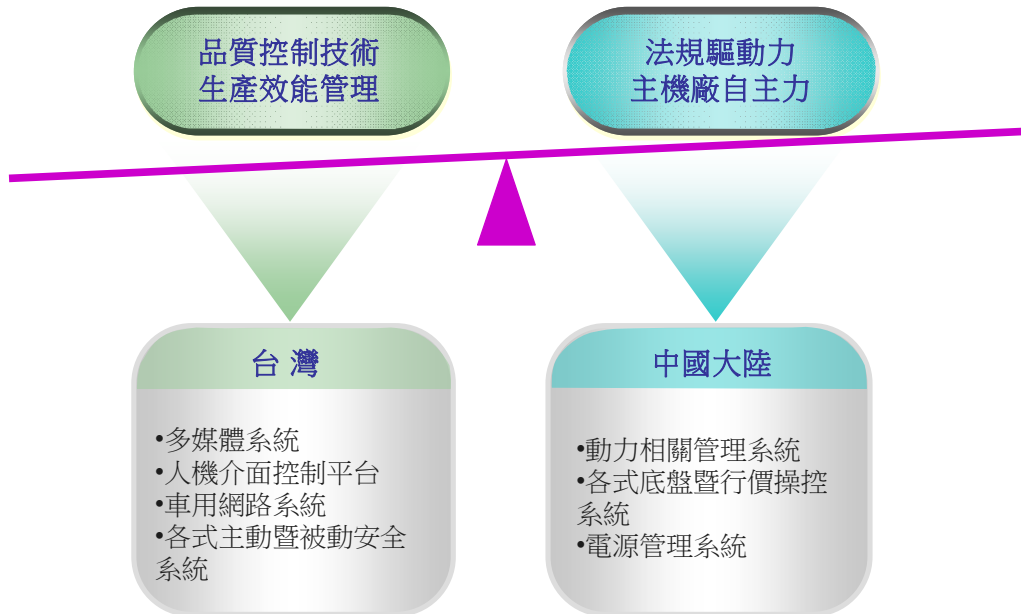 品質控制技術
生產效能管理
法規驅動力
主機廠自主力
台 灣
•多媒體系統
•人機介面控制平台
•車用網路系統
•各式主動暨被動安全
系統
中國大陸
•動力相關管理系統
•各式底盤暨行價操控
系統
•電源管理系統